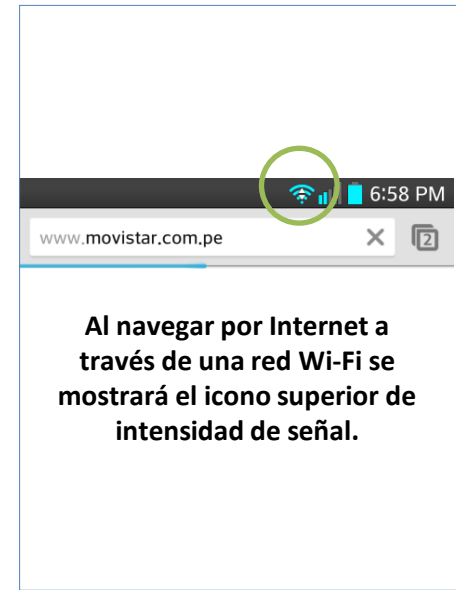 6:58 PM
www.movistar.com.pe
2
Al navegar por Internet a
través de una red Wi-Fi se
mostrará el icono superior de
intensidad de señal.